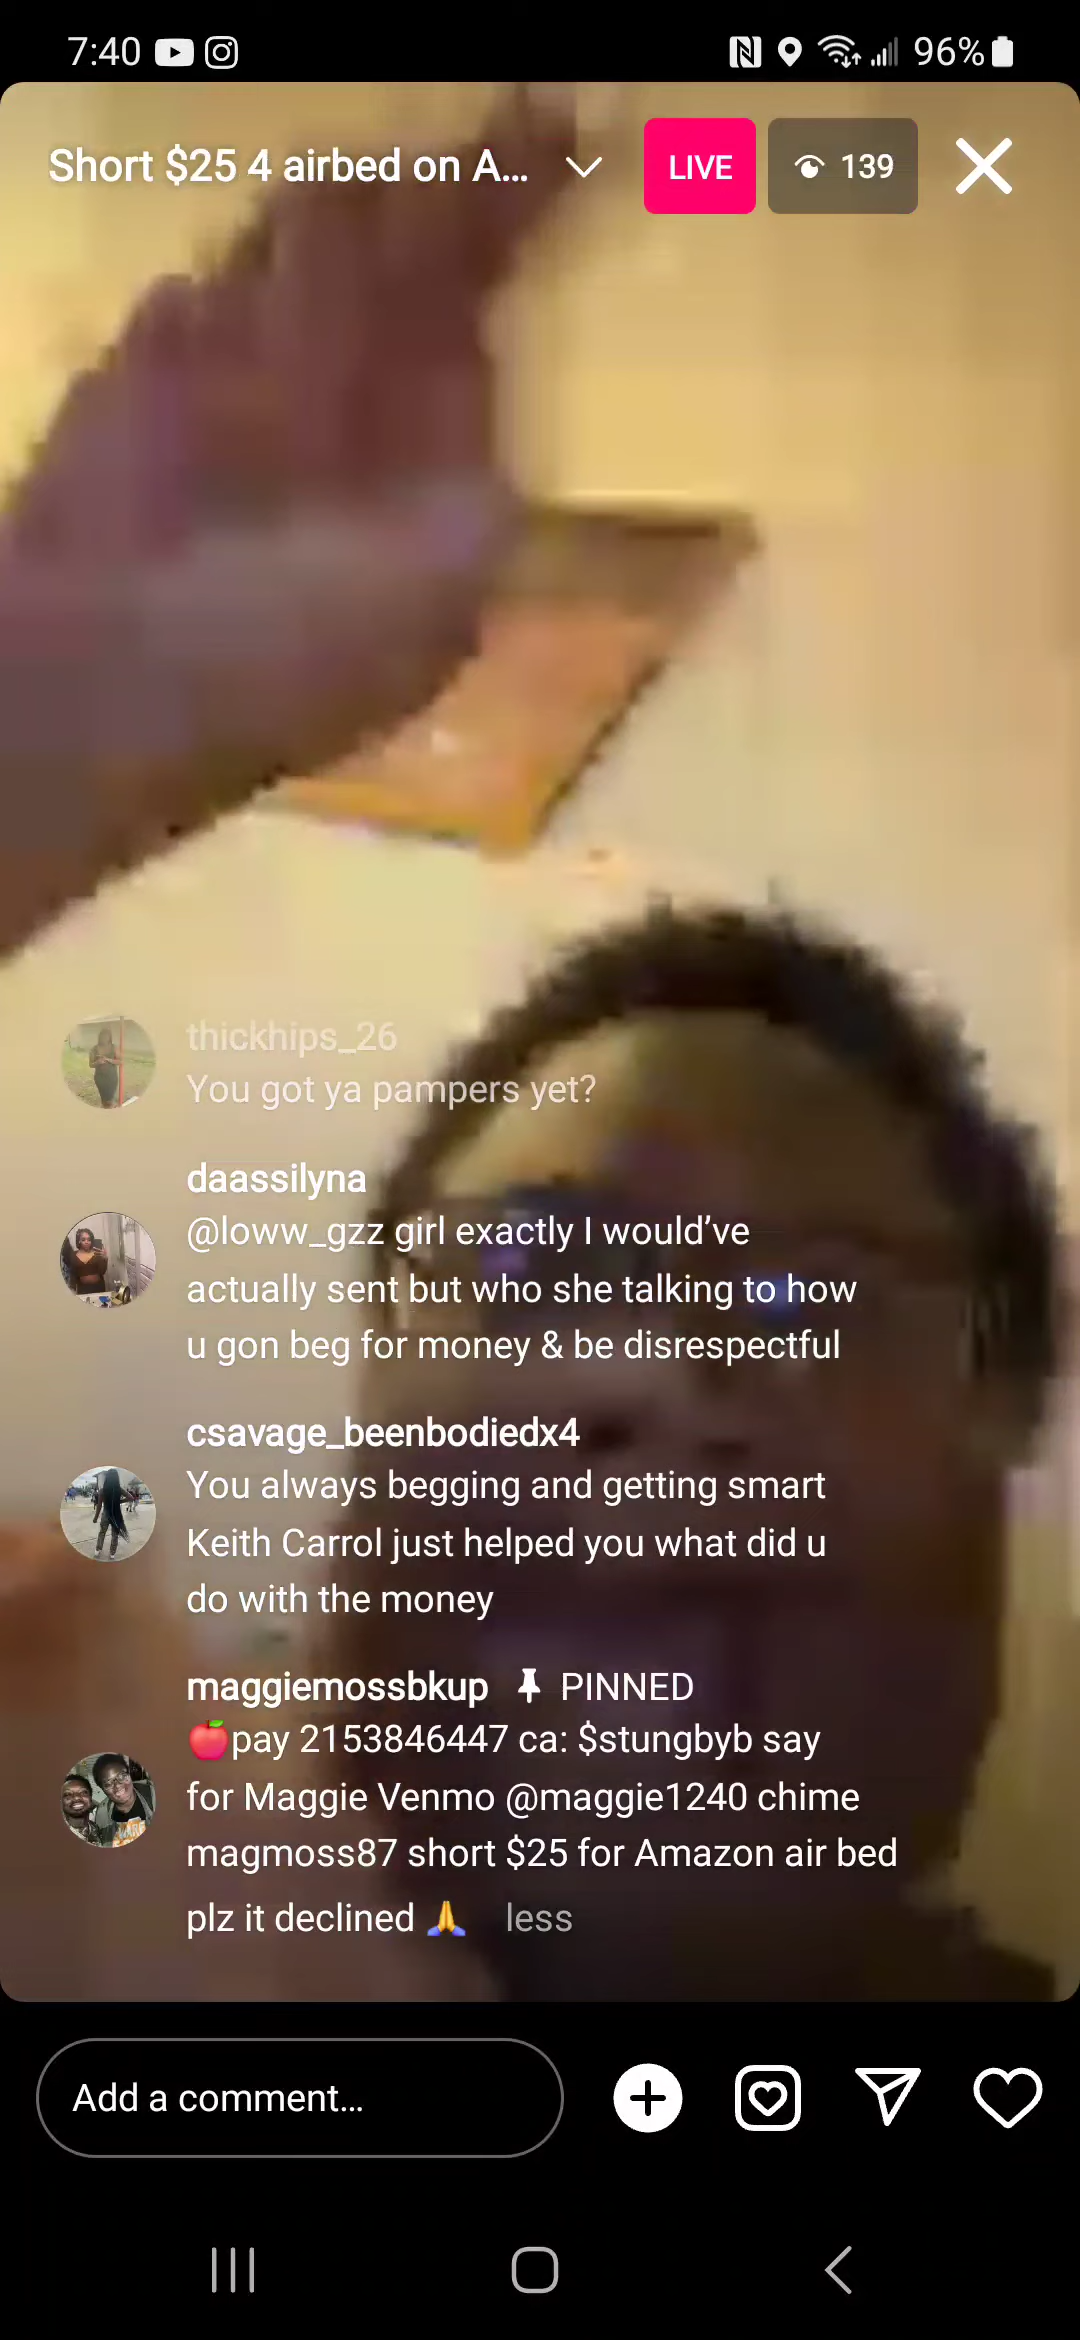 7:40 96%
Short $25 4 airbed on A... LIVE 139
thickhips_26
You got ya pampers yet?
daassilyna
@loww_gzz girl exactly I would’ve
actually sent but who she talking to how
u gon beg for money & be disrespectful
csavage_beenbodiedx4
You always begging and getting smart
Keith Carrol just helped you what did u
do with the money
maggiemossbkup PINNED
🍎pay 2153846447 ca: $stungbyb say
for Maggie Venmo @maggie1240 chime
magmoss87 short $25 for Amazon air bed
plz it declined 🙏 less
Add a comment...